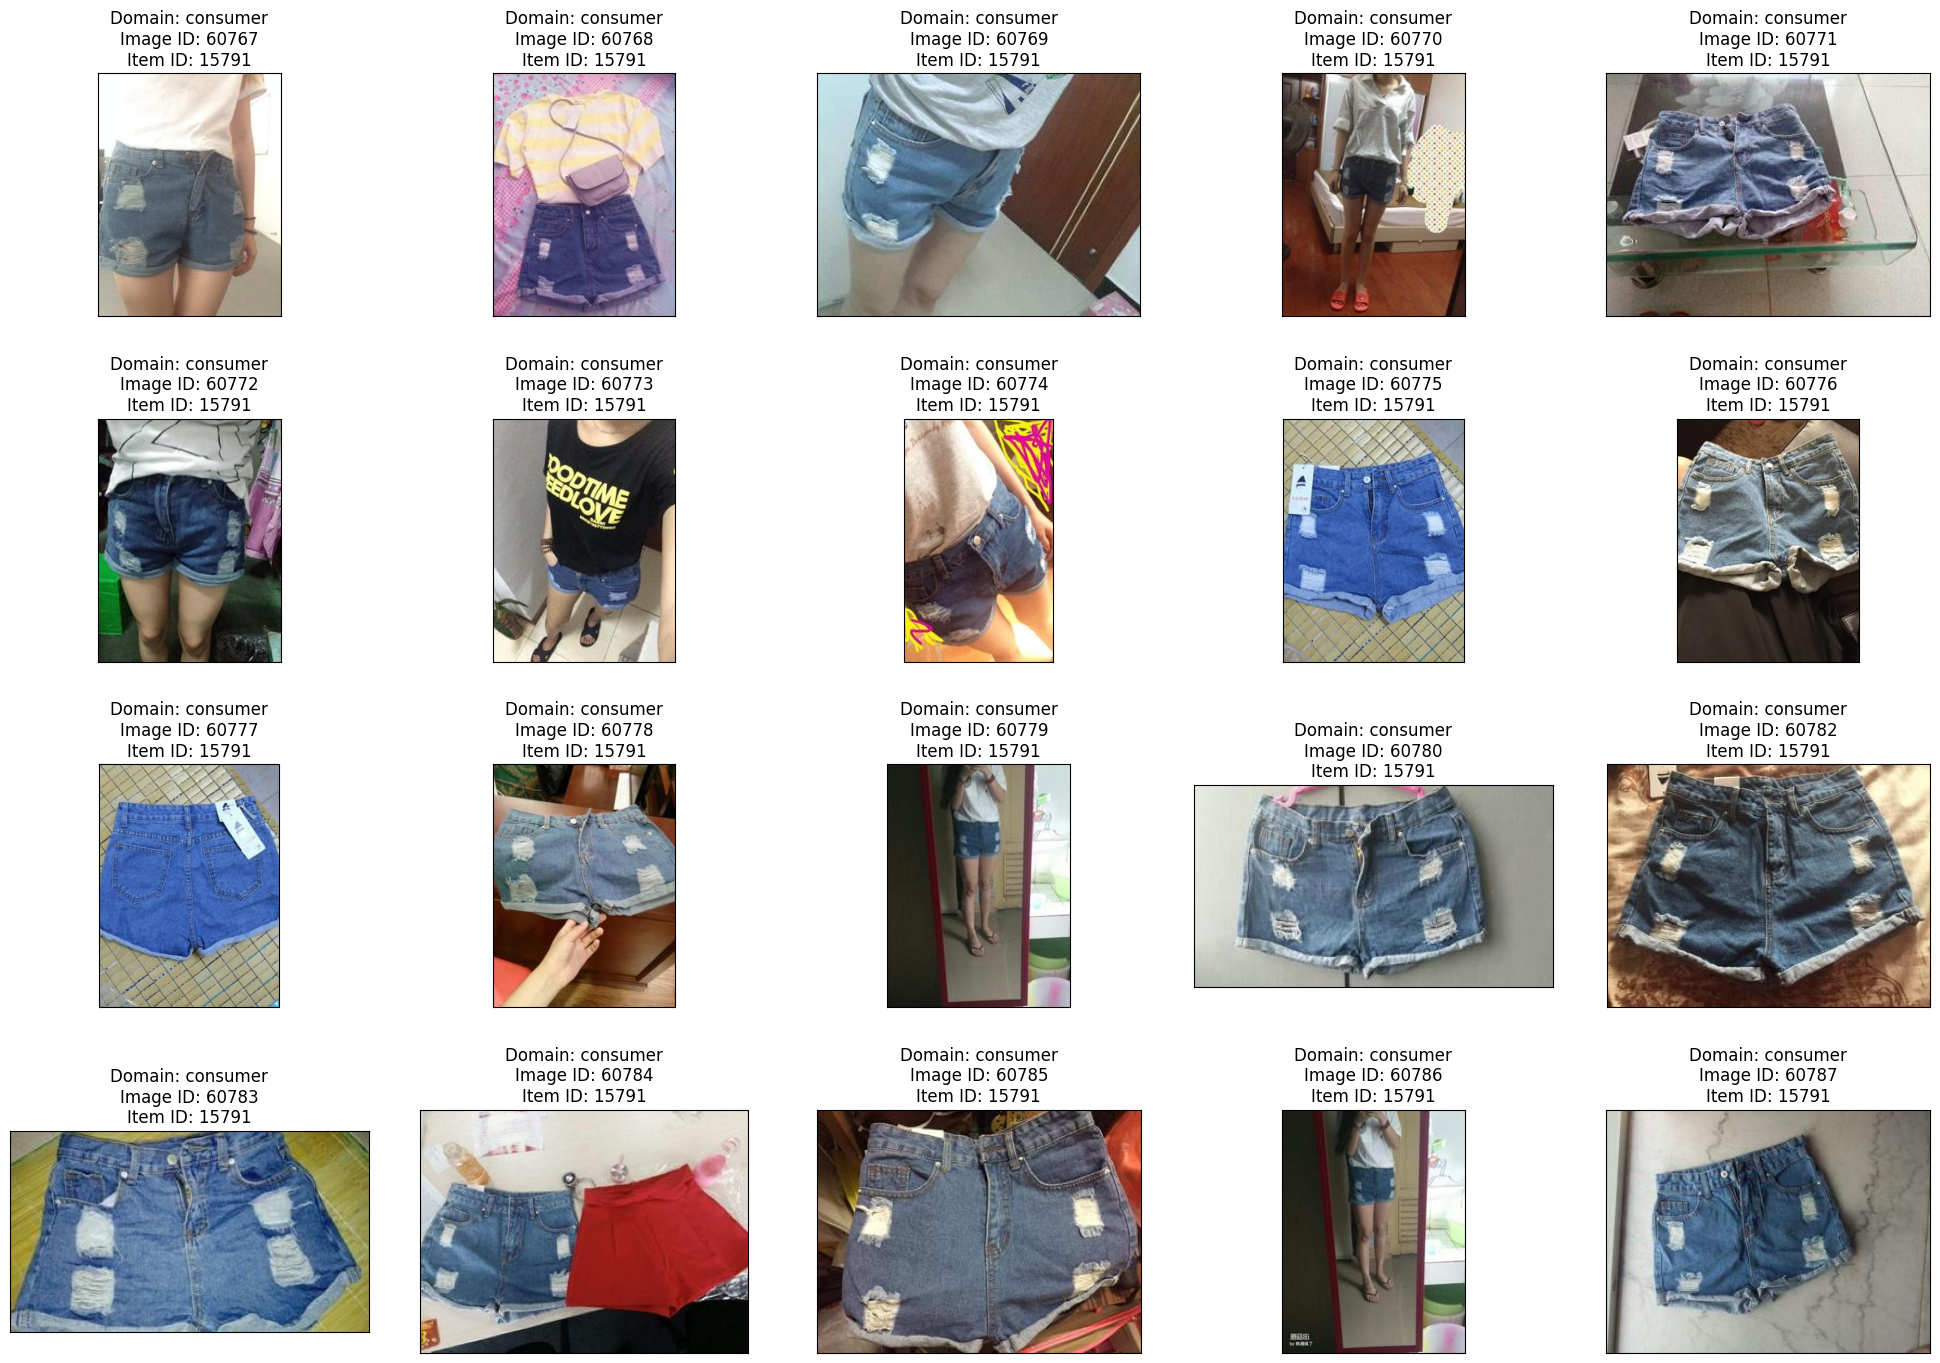 Domain: consumer
Image ID: 60767
Item ID: 15791
Domain: consumer
Image ID: 60768
Item ID: 15791
Domain: consumer
Image ID: 60769
Item ID: 15791
Domain: consumer
Image ID: 60770
Item ID: 15791
Domain: consumer
Image ID: 60771
Item ID: 15791
Domain: consumer
Image ID: 60772
Item ID: 15791
Domain: consumer
Image ID: 60773
Item ID: 15791
OODTIME
EEDLOVE
Domain: consumer
Image ID: 60774
Item ID: 15791
Domain: consumer
Image ID: 60775
Item ID: 15791
Domain: consumer
Image ID: 60776
Item ID: 15791
Domain: consumer
Image ID: 60777
Item ID: 15791
Domain: consumer
Image ID: 60778
Item ID: 15791
Domain: consumer
Image ID: 60779
Item ID: 15791
Domain: consumer
Image ID: 60780
Item ID: 15791
Domain: consumer
Image ID: 60782
Item ID: 15791
Domain: consumer
Image ID: 60783
Item ID: 15791
Domain: consumer
Image ID: 60784
Item ID: 15791
Domain: consumer
Image ID: 60785
Item ID: 15791
Domain: consumer
Image ID: 60786
Item ID: 15791
蘑菇街
Domain: consumer
Image ID: 60787
Item ID: 15791